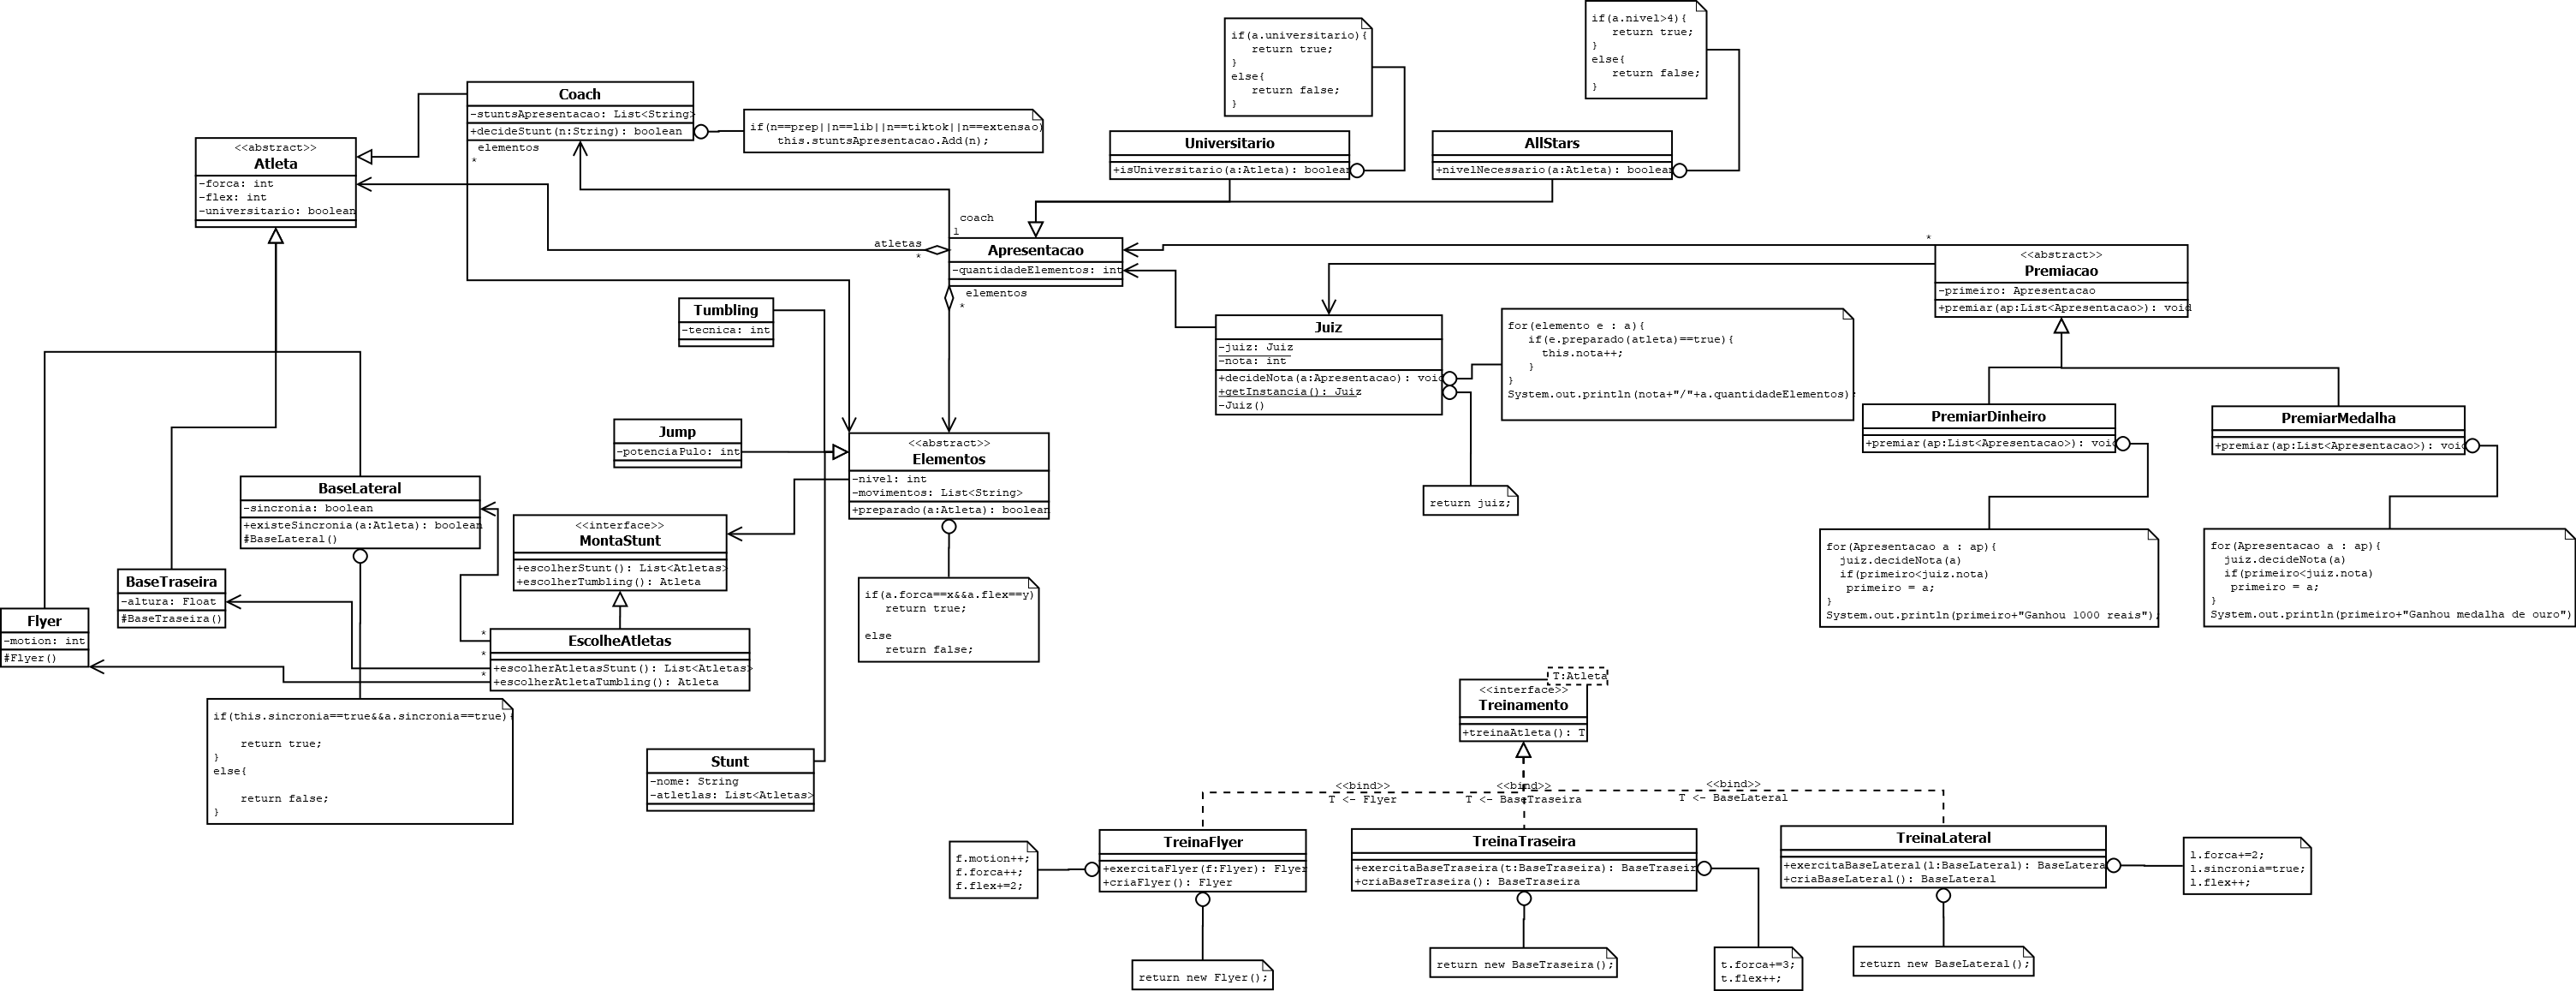 if(a.nivel>4){
   return true;
}
else{
   return false;
}
if(a.universitario){
   return true;
}
else{
   return false;
}
Coach
-stuntsApresentacao: List<String>
+decideStunt(n:String): boolean
elementos
*
if(n==prep||n==lib||n==tiktok||n==extensao)
    this.stuntsApresentacao.Add(n);
Universitario
+isUniversitario(a:Atleta): boolean
AllStars
+nivelNecessario(a:Atleta): boolean
<<abstract>>
Atleta
-forca: int
-flex: int
-universitario: boolean
coach
1
atletas
*
Apresentacao
-quantidadeElementos: int
elementos
*
*
<<abstract>>
Premiacao
-primeiro: Apresentacao
+premiar(ap:List<Apresentacao>): void
Tumbling
-tecnica: int
Juiz
-juiz: Juiz
-nota: int
+decideNota(a:Apresentacao): void
+getInstancia(): Juiz
-Juiz()
for(elemento e : a){
   if(e.preparado(atleta)==true){
     this.nota++;
   }
}
System.out.println(nota+"/"+a.quantidadeElementos);
return juiz;
PremiarDinheiro
+premiar(ap:List<Apresentacao>): void
PremiarMedalha
+premiar(ap:List<Apresentacao>): void
Jump
-potenciaPulo: int
<<abstract>>
Elementos
-nivel: int
-movimentos: List<String>
+preparado(a:Atleta): boolean
BaseLateral
-sincronia: boolean
+existeSincronia(a:Atleta): boolean
#BaseLateral()
<<interface>>
MontaStunt
+escolherStunt(): List<Atletas>
+escolherTumbling(): Atleta
BaseTraseira
-altura: Float
#BaseTraseira()
Flyer
-motion: int
#Flyer()
*
*
*
EscolheAtletas
+escolherAtletasStunt(): List<Atletas>
+escolherAtletaTumbling(): Atleta
if(a.forca==x&&a.flex==y)
   return true;
else
   return false;
for(Apresentacao a : ap){
  juiz.decideNota(a)
  if(primeiro<juiz.nota)
   primeiro = a;
}
System.out.println(primeiro+"Ganhou 1000 reais");
for(Apresentacao a : ap){
  juiz.decideNota(a)
  if(primeiro<juiz.nota)
   primeiro = a;
}
System.out.println(primeiro+"Ganhou medalha de ouro")
if(this.sincronia==true&&a.sincronia==true){
    return true;
}
else{
    return false;
}
Stunt
-nome: String
-atletlas: List<Atletas>
T:Atleta
<<interface>>
Treinamento
+treinaAtleta(): T
<<bind>>
T <- Flyer
<<bind>>
T <- BaseTraseira
<<bind>>
T <- BaseLateral
f.motion++;
f.forca++;
f.flex+=2;
TreinaFlyer
+exercitaFlyer(f:Flyer): Flyer
+criaFlyer(): Flyer
TreinaTraseira
+exercitaBaseTraseira(t:BaseTraseira): BaseTraseir
+criaBaseTraseira(): BaseTraseira
TreinaLateral
+exercitaBaseLateral(l:BaseLateral): BaseLatera
+criaBaseLateral(): BaseLateral
l.forca+=2;
l.sincronia=true;
l.flex++;
return new Flyer();
return new BaseTraseira();
t.forca+=3;
t.flex++;
return new BaseLateral();